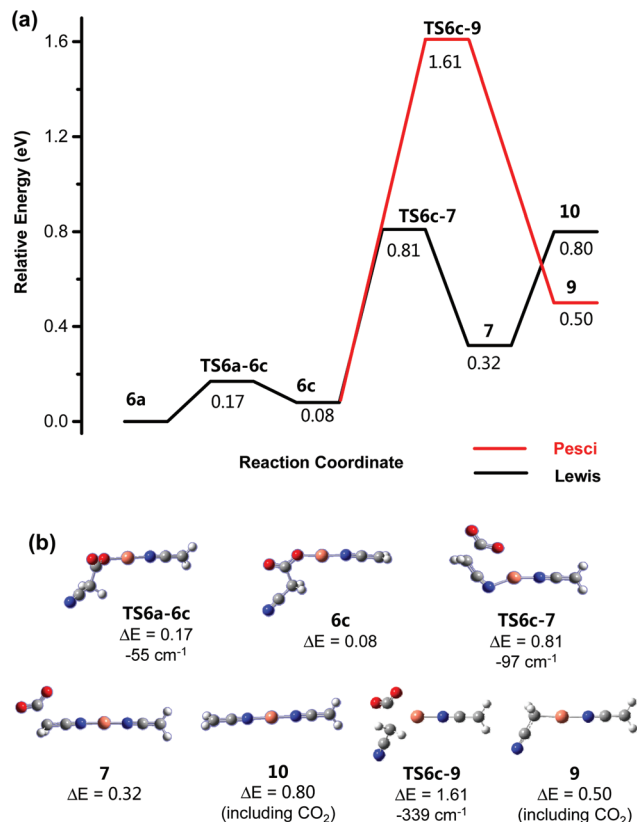 (a)
1.6
1.2
0.8
0.4
0.0
Relative Energy (eV)
TS6c-9
1.61
TS6c-7
0.81
10
0.80
9
0.50
7
0.32
TS6a-6c
0.17
6c
0.08
6a
Reaction Coordinate
Pesci
Lewis
(b)
TS6a-6c
ΔE = 0.17
-55 cm⁻¹
6c
ΔE = 0.08
TS6c-7
ΔE = 0.81
-97 cm⁻¹
7
ΔE = 0.32
10
ΔE = 0.80
(including CO₂)
TS6c-9
ΔE = 1.61
-339 cm⁻¹
9
ΔE = 0.50
(including CO₂)